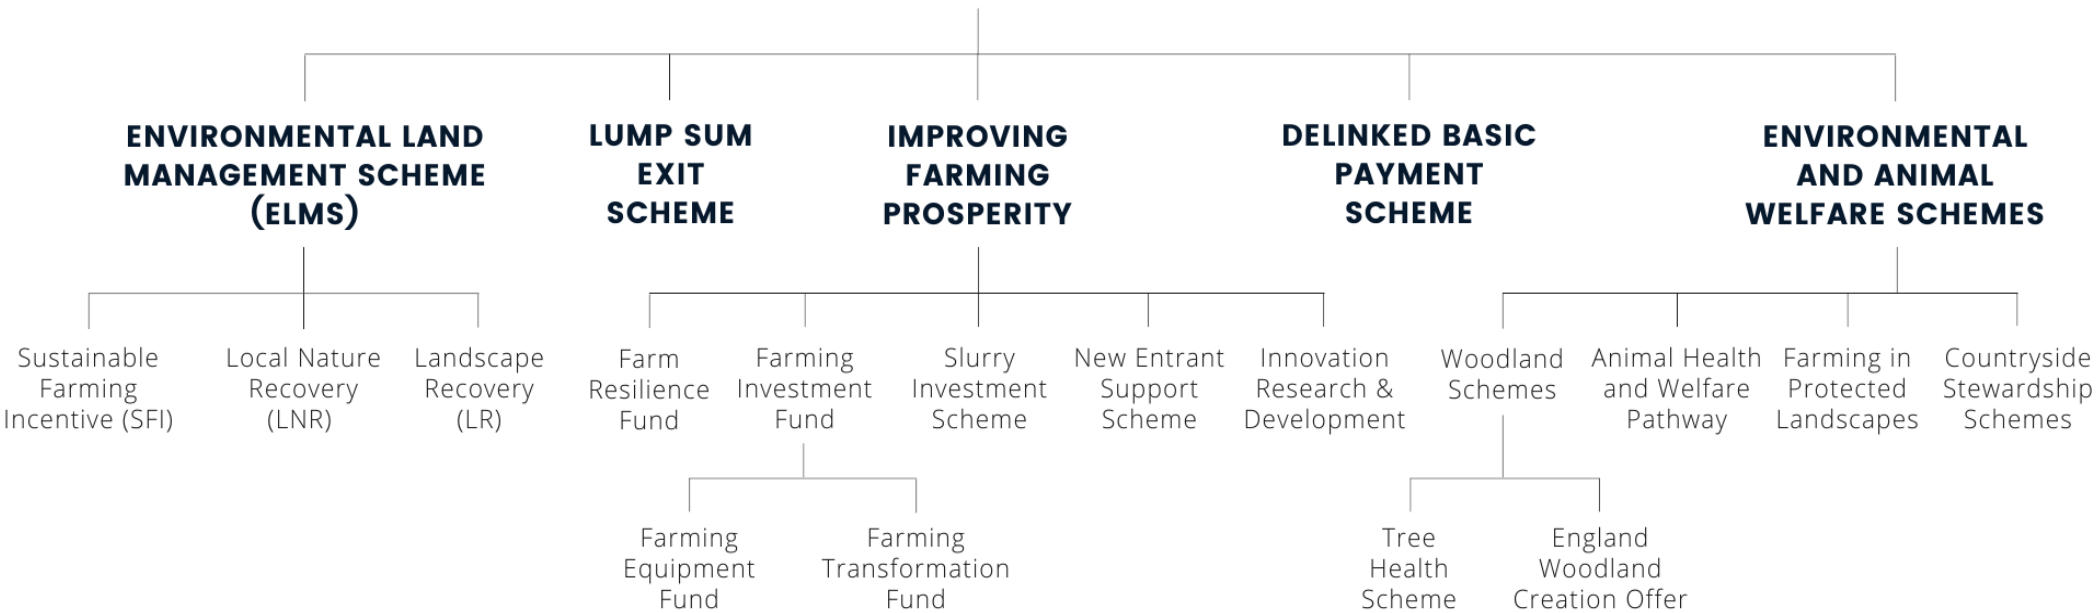 ENVIRONMENTAL LAND
MANAGEMENT SCHEME
(ELMS)
LUMP SUM
EXIT
SCHEME
IMPROVING
FARMING
PROSPERITY
DELINKED BASIC
PAYMENT
SCHEME
ENVIRONMENTAL
AND ANIMAL
WELFARE SCHEMES
Sustainable
Farming
Incentive (SFI)
Local Nature
Recovery
(LNR)
Landscape
Recovery
(LR)
Farm
Resilience
Fund
Farming
Investment
Fund
Slurry
Investment
Scheme
New Entrant
Support
Scheme
Innovation
Research &
Development
Woodland
Schemes
Animal Health
and Welfare
Pathway
Farming in
Protected
Landscapes
Countryside
Stewardship
Schemes
Farming
Equipment
Fund
Farming
Transformation
Fund
Tree
Health
Scheme
England
Woodland
Creation Offer